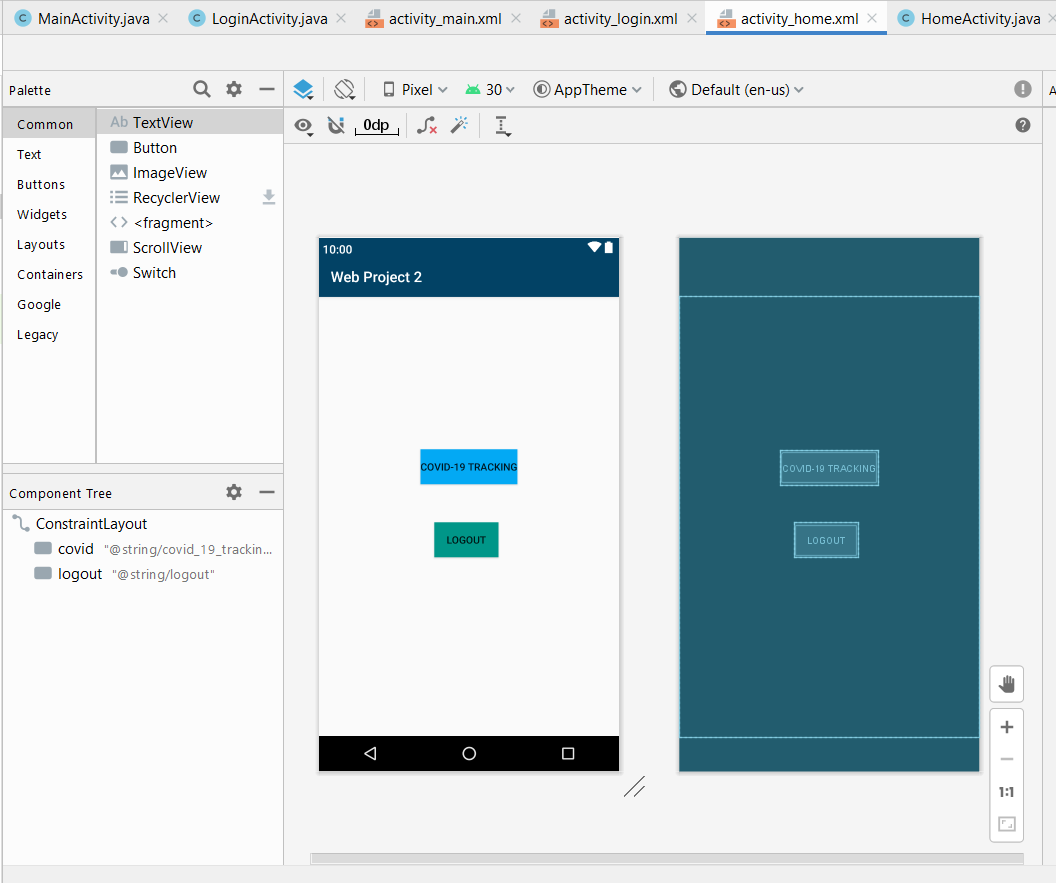 MainActivity.java LoginActivity.java activity_main.xml activity_login.xml activity_home.xml HomeActivity.java
Palette Pixel 30 AppTheme Default (en-us) A
0dp
Common
Text
Buttons
Widgets
Layouts
Containers
Google
Legacy
Ab TextView
Button
ImageView
RecyclerView
<> <fragment>
ScrollView
Switch
Component Tree
ConstraintLayout
covid "@string/covid_19_trackin...
logout "@string/logout"
10:00
Web Project 2
COVID-19 TRACKING
LOGOUT
COVID-19 TRACKING
LOGOUT
1:1